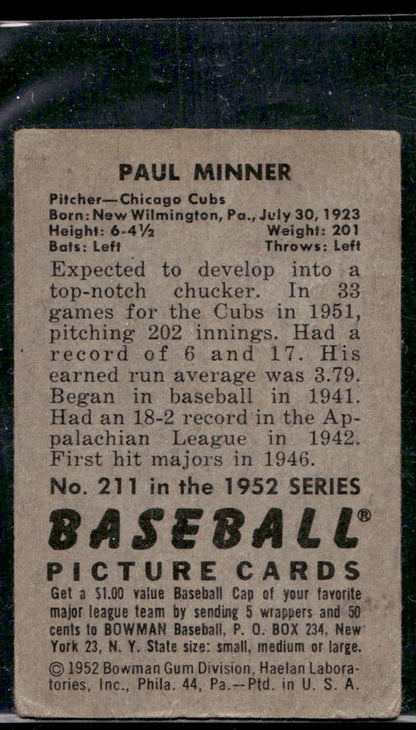 PAUL MINNER
Pitcher—Chicago Cubs
Born: New Wilmington, Pa., July 30, 1923
Height: 6-4½ Weight: 201
Bats: Left Throws: Left
Expected to develop into a
top-notch chucker. In 33
games for the Cubs in 1951,
pitching 202 innings. Had a
record of 6 and 17. His
earned run average was 3.79.
Began in baseball in 1941.
Had an 18-2 record in the Ap-
palachian League in 1942.
First hit majors in 1946.
No. 211 in the 1952 SERIES
BASEBALL®
PICTURE CARDS
Get a $1.00 value Baseball Cap of your favorite
major league team by sending 5 wrappers and 50
cents to BOWMAN Baseball, P. O. BOX 234, New
York 23, N. Y. State size: small, medium or large.
© 1952 Bowman Gum Division, Haelan Labora-
tories, Inc., Phila. 44, Pa.—Ptd. in U. S. A.